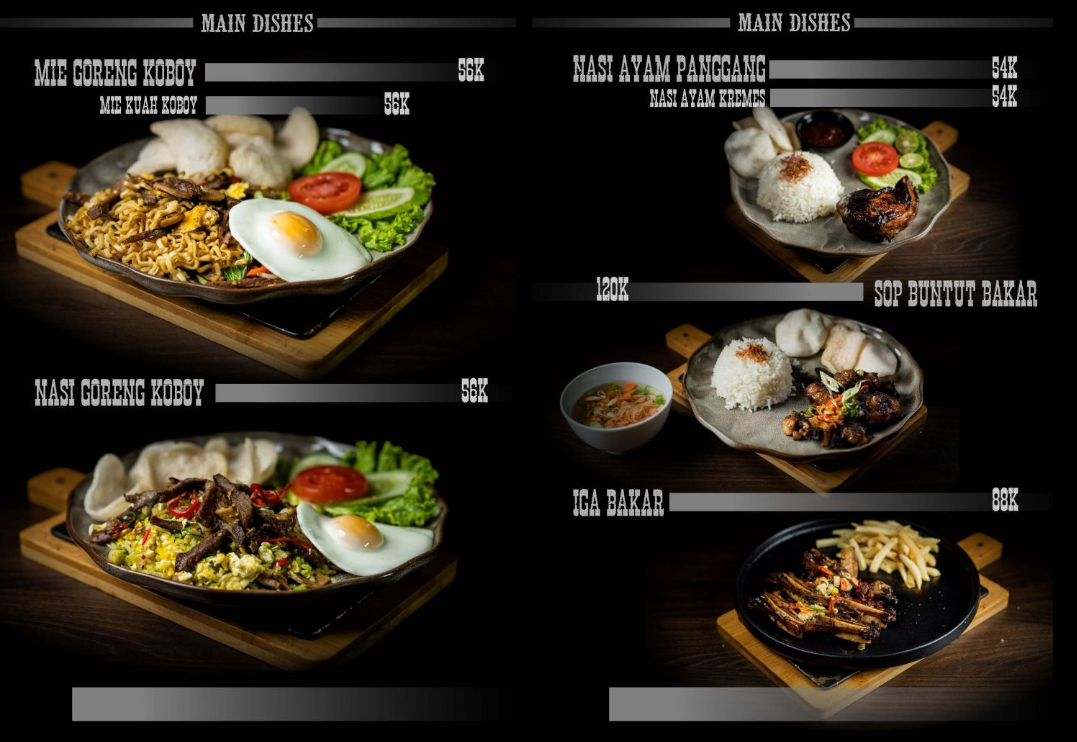 MAIN DISHES
MIE GORENG KOBOY 56K
MIE KUAH KOBOY 56K
NASI GORENG KOBOY 56K
MAIN DISHES
NASI AYAM PANGGANG 54K
NASI AYAM KREMES 54K
120K SOP BUNTUT BAKAR
IGA BAKAR 88K